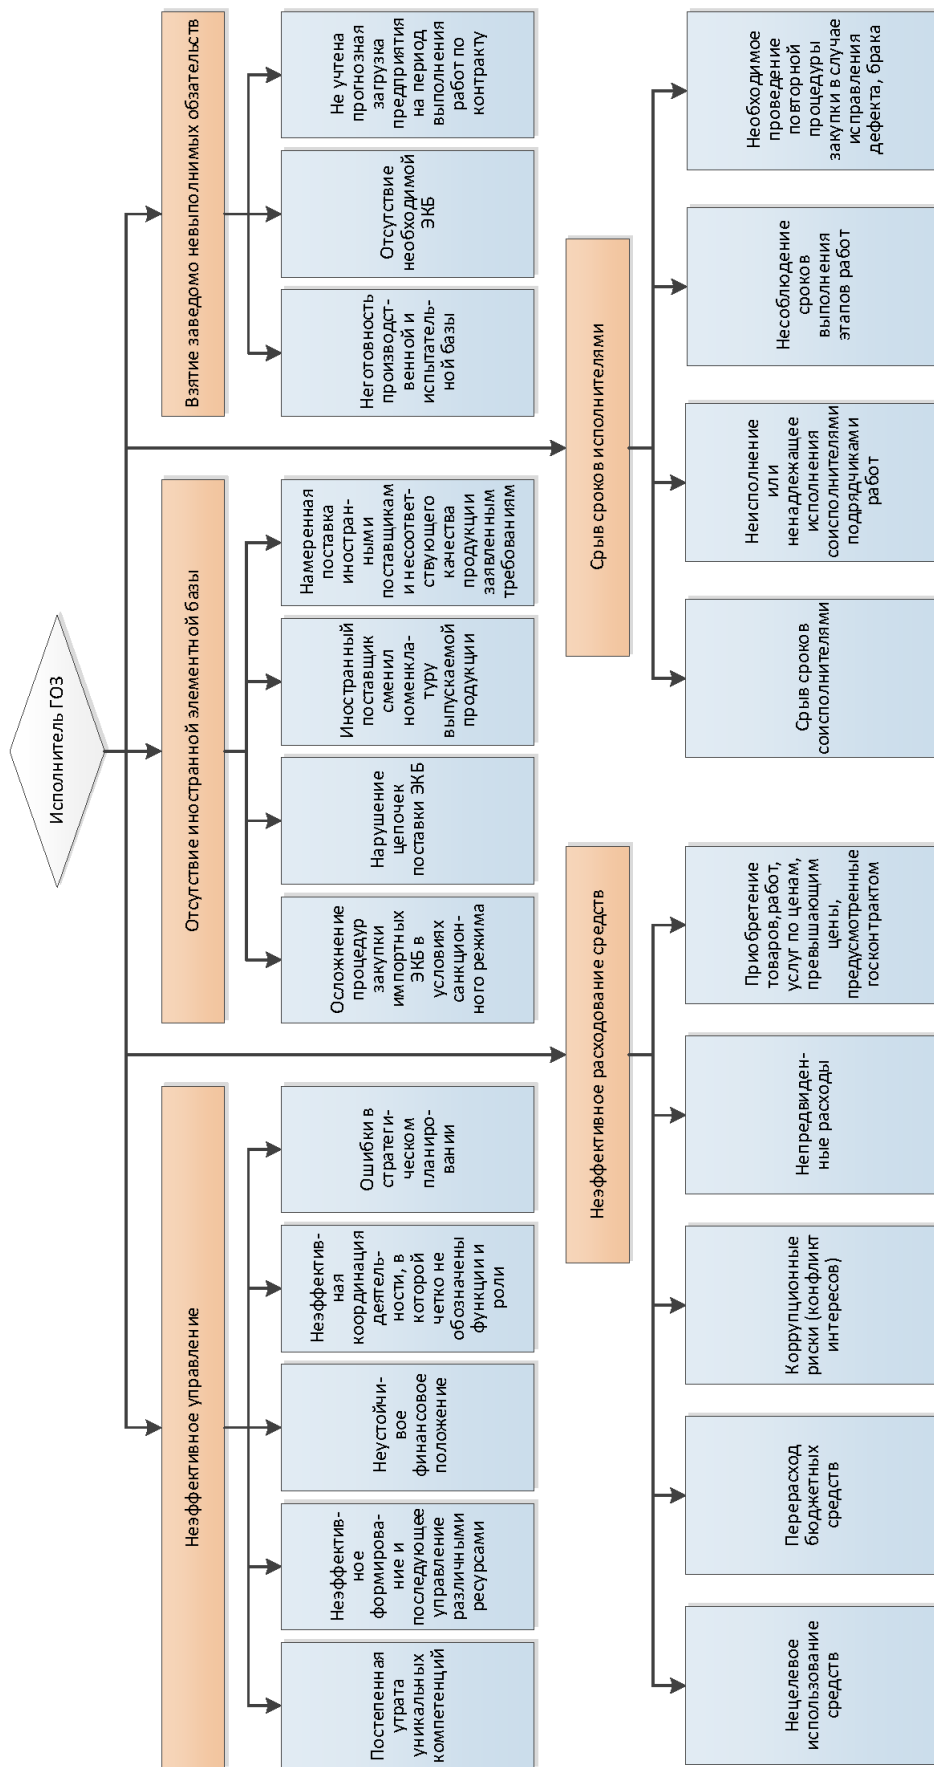 Исполнитель ГОЗ
Неэффективное управление
Отсутствие иностранной элементной базы
Взятие заведомо невыполнимых обзательств
Постепенная
утрата
уникальных
компетенций
Неэффектив-
ное
формирова-
ние и
последующее
управление
различными
ресурсами
Неустойчи-
вое
финансовое
положение
Неэффектив-
ная
координация
деятель-
ности, в
которой
четко не
обозначены
функции и
роли
Ошибки в
стратеги-
ческом
планиро-
вании
Осложнение
процедур
закупки
импортных
ЭКБ в
условиях
санкцион-
ного режима
Нарушение
цепочек
поставки ЭКБ
Иностранный
поставщик
сменил
номенкла-
туру
выпускаемой
продукции
Намеренная
поставка
иностран-
ными
поставщикам
и несоответ-
ствующего
качества
продукции
заявленным
требованиям
Неготовность
производст-
венной и
испытатель-
ной базы
Отсутствие
необходимой
ЭКБ
Не учтена
прогнозная
загрузка
предприятия
на период
выполнения
работ по
контракту
Неэффективное расходование средств
Срыв сроков исполнителями
Нецелевое
использование
средств
Перерасход
бюджетных
средств
Коррупционные
риски (конфликт
интересов)
Непредвиден-
ные расходы
Приобретение
товаров, работ,
услуг по ценам,
превышающим
цены,
предусмотренные
госконтрактом
Срыв сроков
соисполнителями
Неисполнение
или
ненадлежащее
исполнения
соисполнителями
подрядчиками
работ
Несоблюдение
сроков
выполнения
этапов работ
Необходимое
проведение
повторной
процедуры
закупки в случае
исправления
дефекта, брака